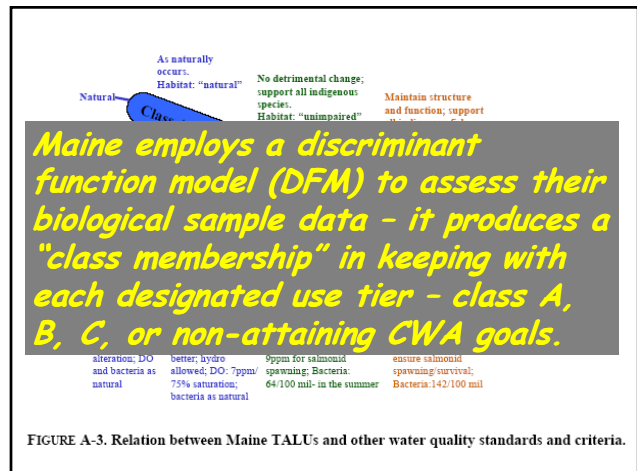 As naturally
occurs.
Habitat: “natural”
Natural
No detrimental change;
support all indigenous
species.
Habitat: “unimpaired”
Maintain structure
and function; support
Class
Maine employs a discriminant
function model (DFM) to assess their
biological sample data – it produces a
“class membership” in keeping with
each designated use tier – class A,
B, C, or non-attaining CWA goals.
alteration; DO
and bacteria as
natural
better; hydro
allowed; DO: 7ppm/
75% saturation;
bacteria as natural
9ppm for salmonid
spawning; Bacteria:
64/100 mil- in the summer
ensure salmonid
spawning/survival;
Bacteria:142/100 mil
FIGURE A-3. Relation between Maine TALUs and other water quality standards and criteria.